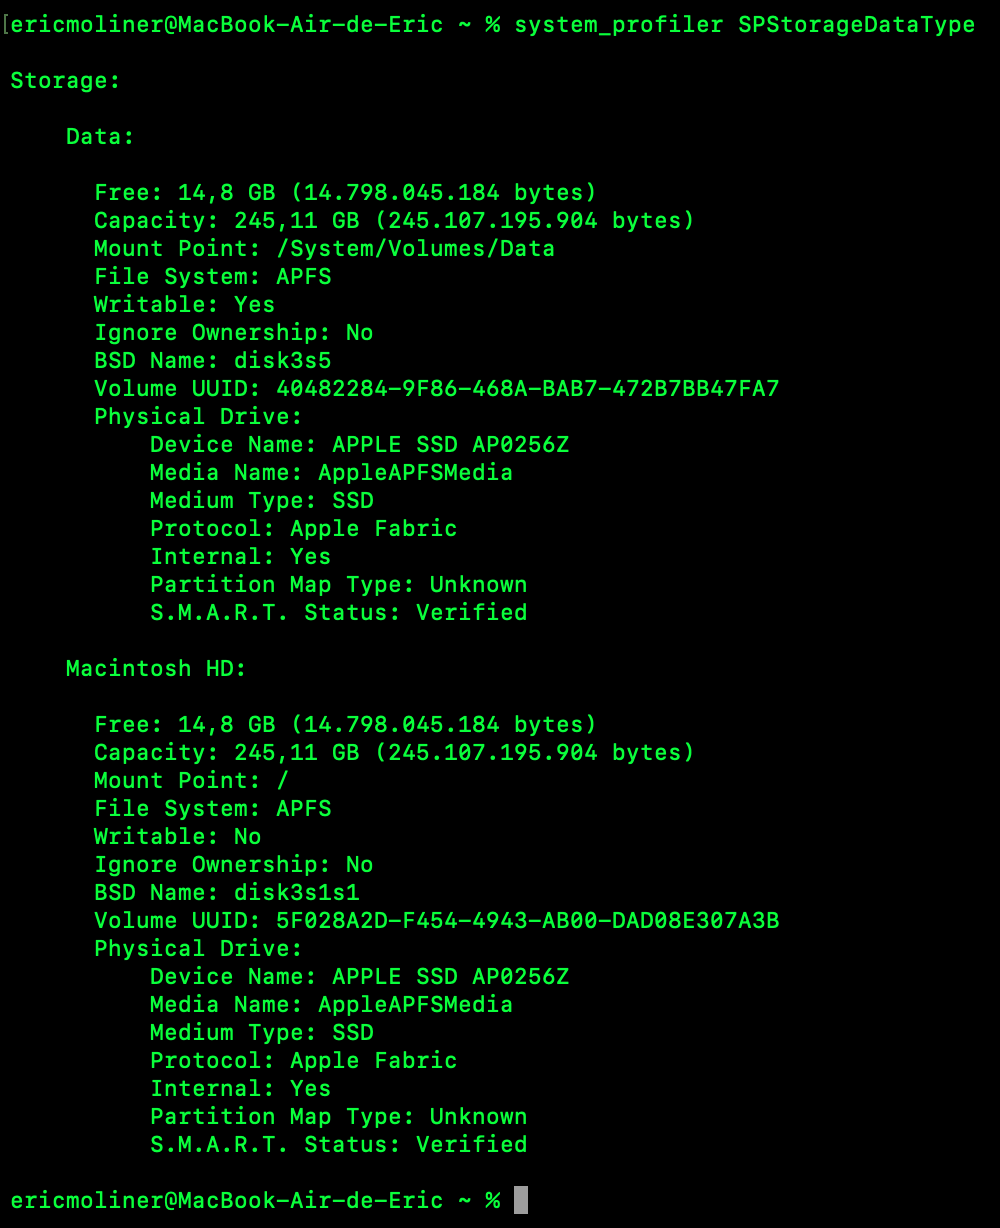 [ericmoliner@MacBook-Air-de-Eric ~ % system_profiler SPStorageDataType
Storage:
Data:
Free: 14,8 GB (14.798.045.184 bytes)
Capacity: 245,11 GB (245.107.195.904 bytes)
Mount Point: /System/Volumes/Data
File System: APFS
Writable: Yes
Ignore Ownership: No
BSD Name: disk3s5
Volume UUID: 40482284-9F86-468A-BAB7-472B7BB47FA7
Physical Drive:
Device Name: APPLE SSD AP0256Z
Media Name: AppleAPFSMedia
Medium Type: SSD
Protocol: Apple Fabric
Internal: Yes
Partition Map Type: Unknown
S.M.A.R.T. Status: Verified
Macintosh HD:
Free: 14,8 GB (14.798.045.184 bytes)
Capacity: 245,11 GB (245.107.195.904 bytes)
Mount Point: /
File System: APFS
Writable: No
Ignore Ownership: No
BSD Name: disk3s1s1
Volume UUID: 5F028A2D-F454-4943-AB00-DAD08E307A3B
Physical Drive:
Device Name: APPLE SSD AP0256Z
Media Name: AppleAPFSMedia
Medium Type: SSD
Protocol: Apple Fabric
Internal: Yes
Partition Map Type: Unknown
S.M.A.R.T. Status: Verified
ericmoliner@MacBook-Air-de-Eric ~ %